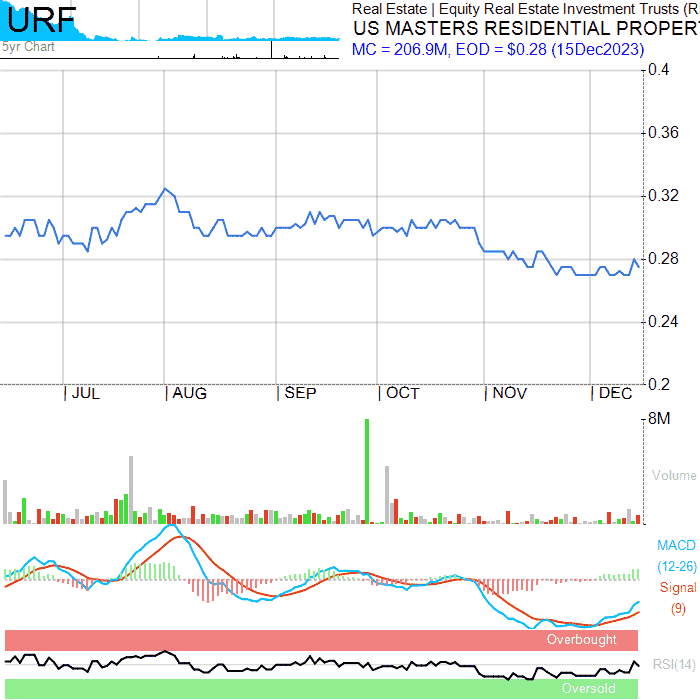 URF
5yr Chart
Real Estate | Equity Real Estate Investment Trusts (R
US MASTERS RESIDENTIAL PROPER
MC = 206.9M, EOD = $0.28 (15Dec2023)
0.4
0.36
0.32
0.28
0.24
0.2
| JUL | AUG | SEP | OCT | NOV | DEC
8M
Volume
MACD
(12-26)
Signal
(9)
Overbought
RSI(14)
Oversold